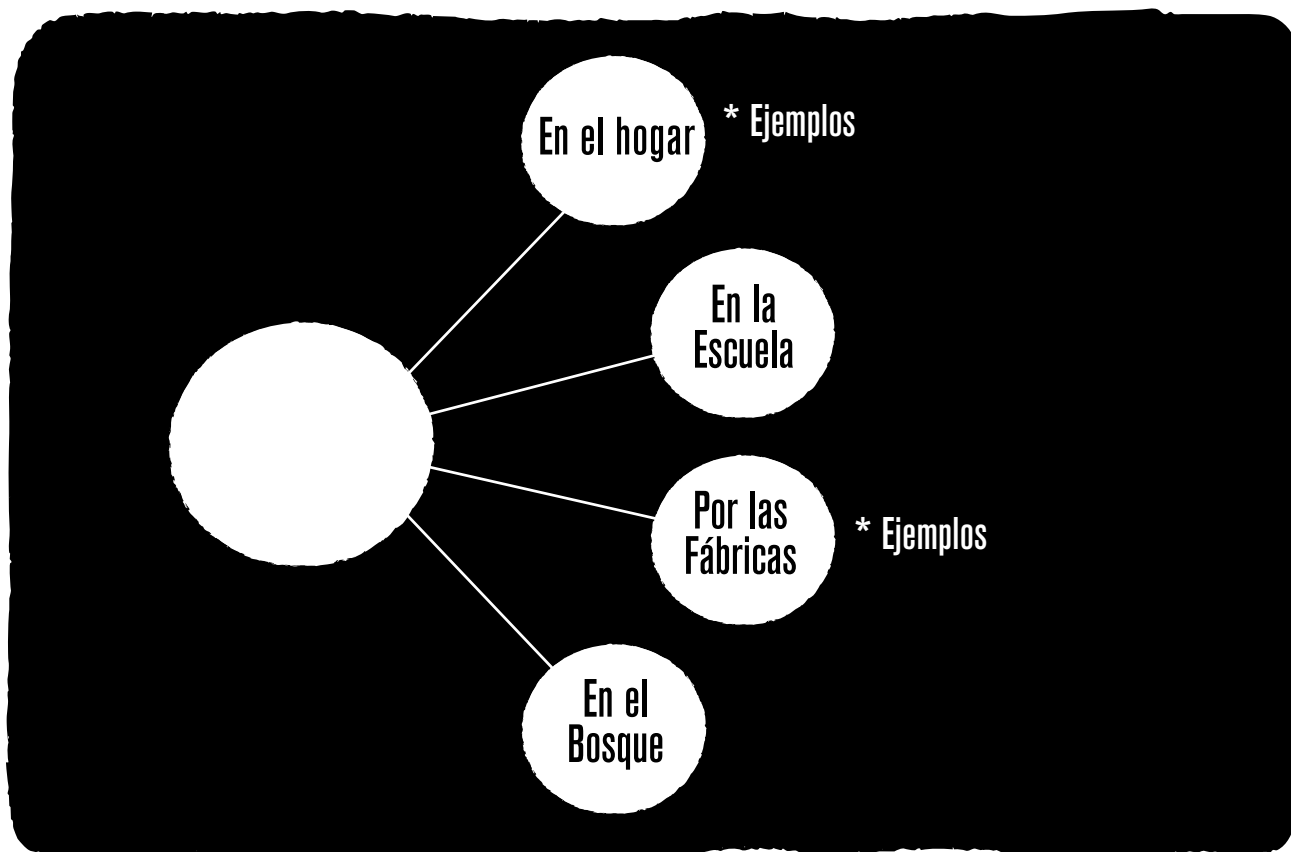 En el hogar
* Ejemplos
En la
Escuela
Por las
Fábricas
* Ejemplos
En el
Bosque